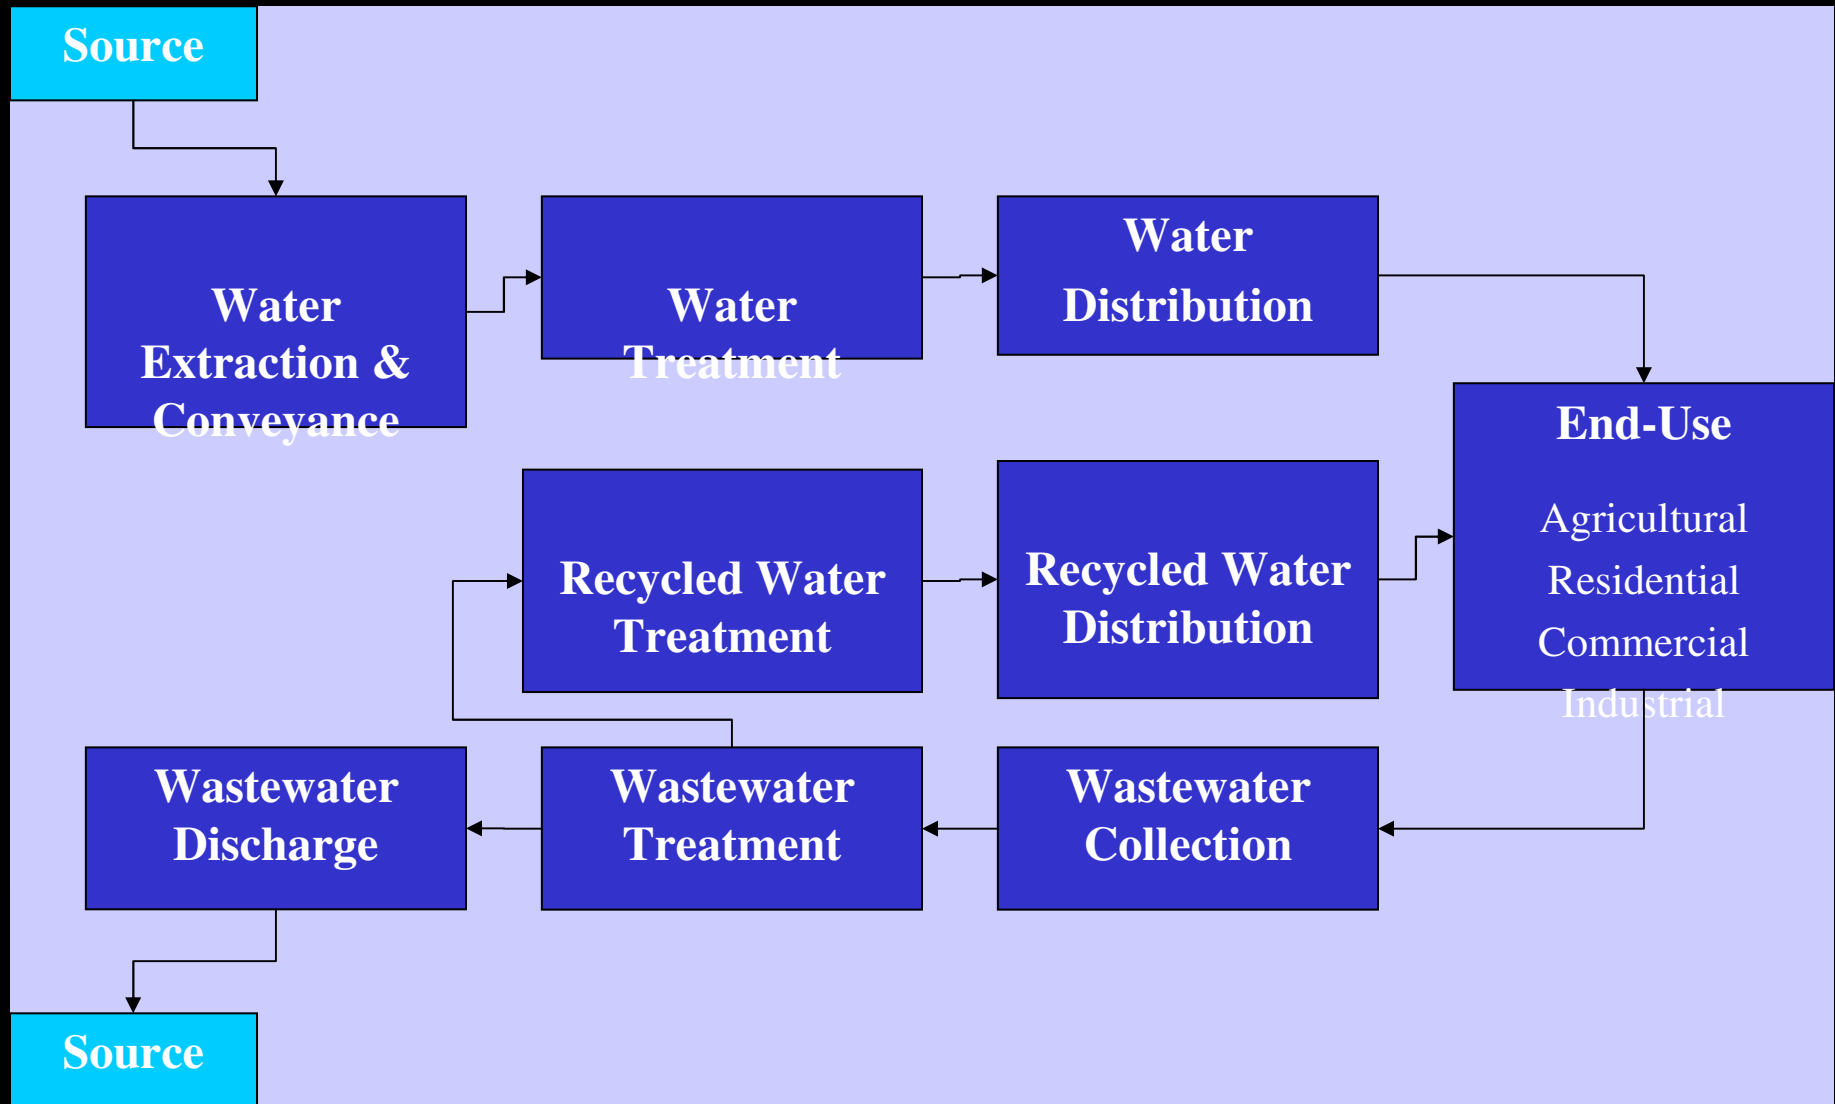 Source
Water
Extraction &
Conveyance
Water
Treatment
Water
Distribution
End-Use
Agricultural
Residential
Commercial
Industrial
Recycled Water
Treatment
Recycled Water
Distribution
Wastewater
Discharge
Wastewater
Treatment
Wastewater
Collection
Source